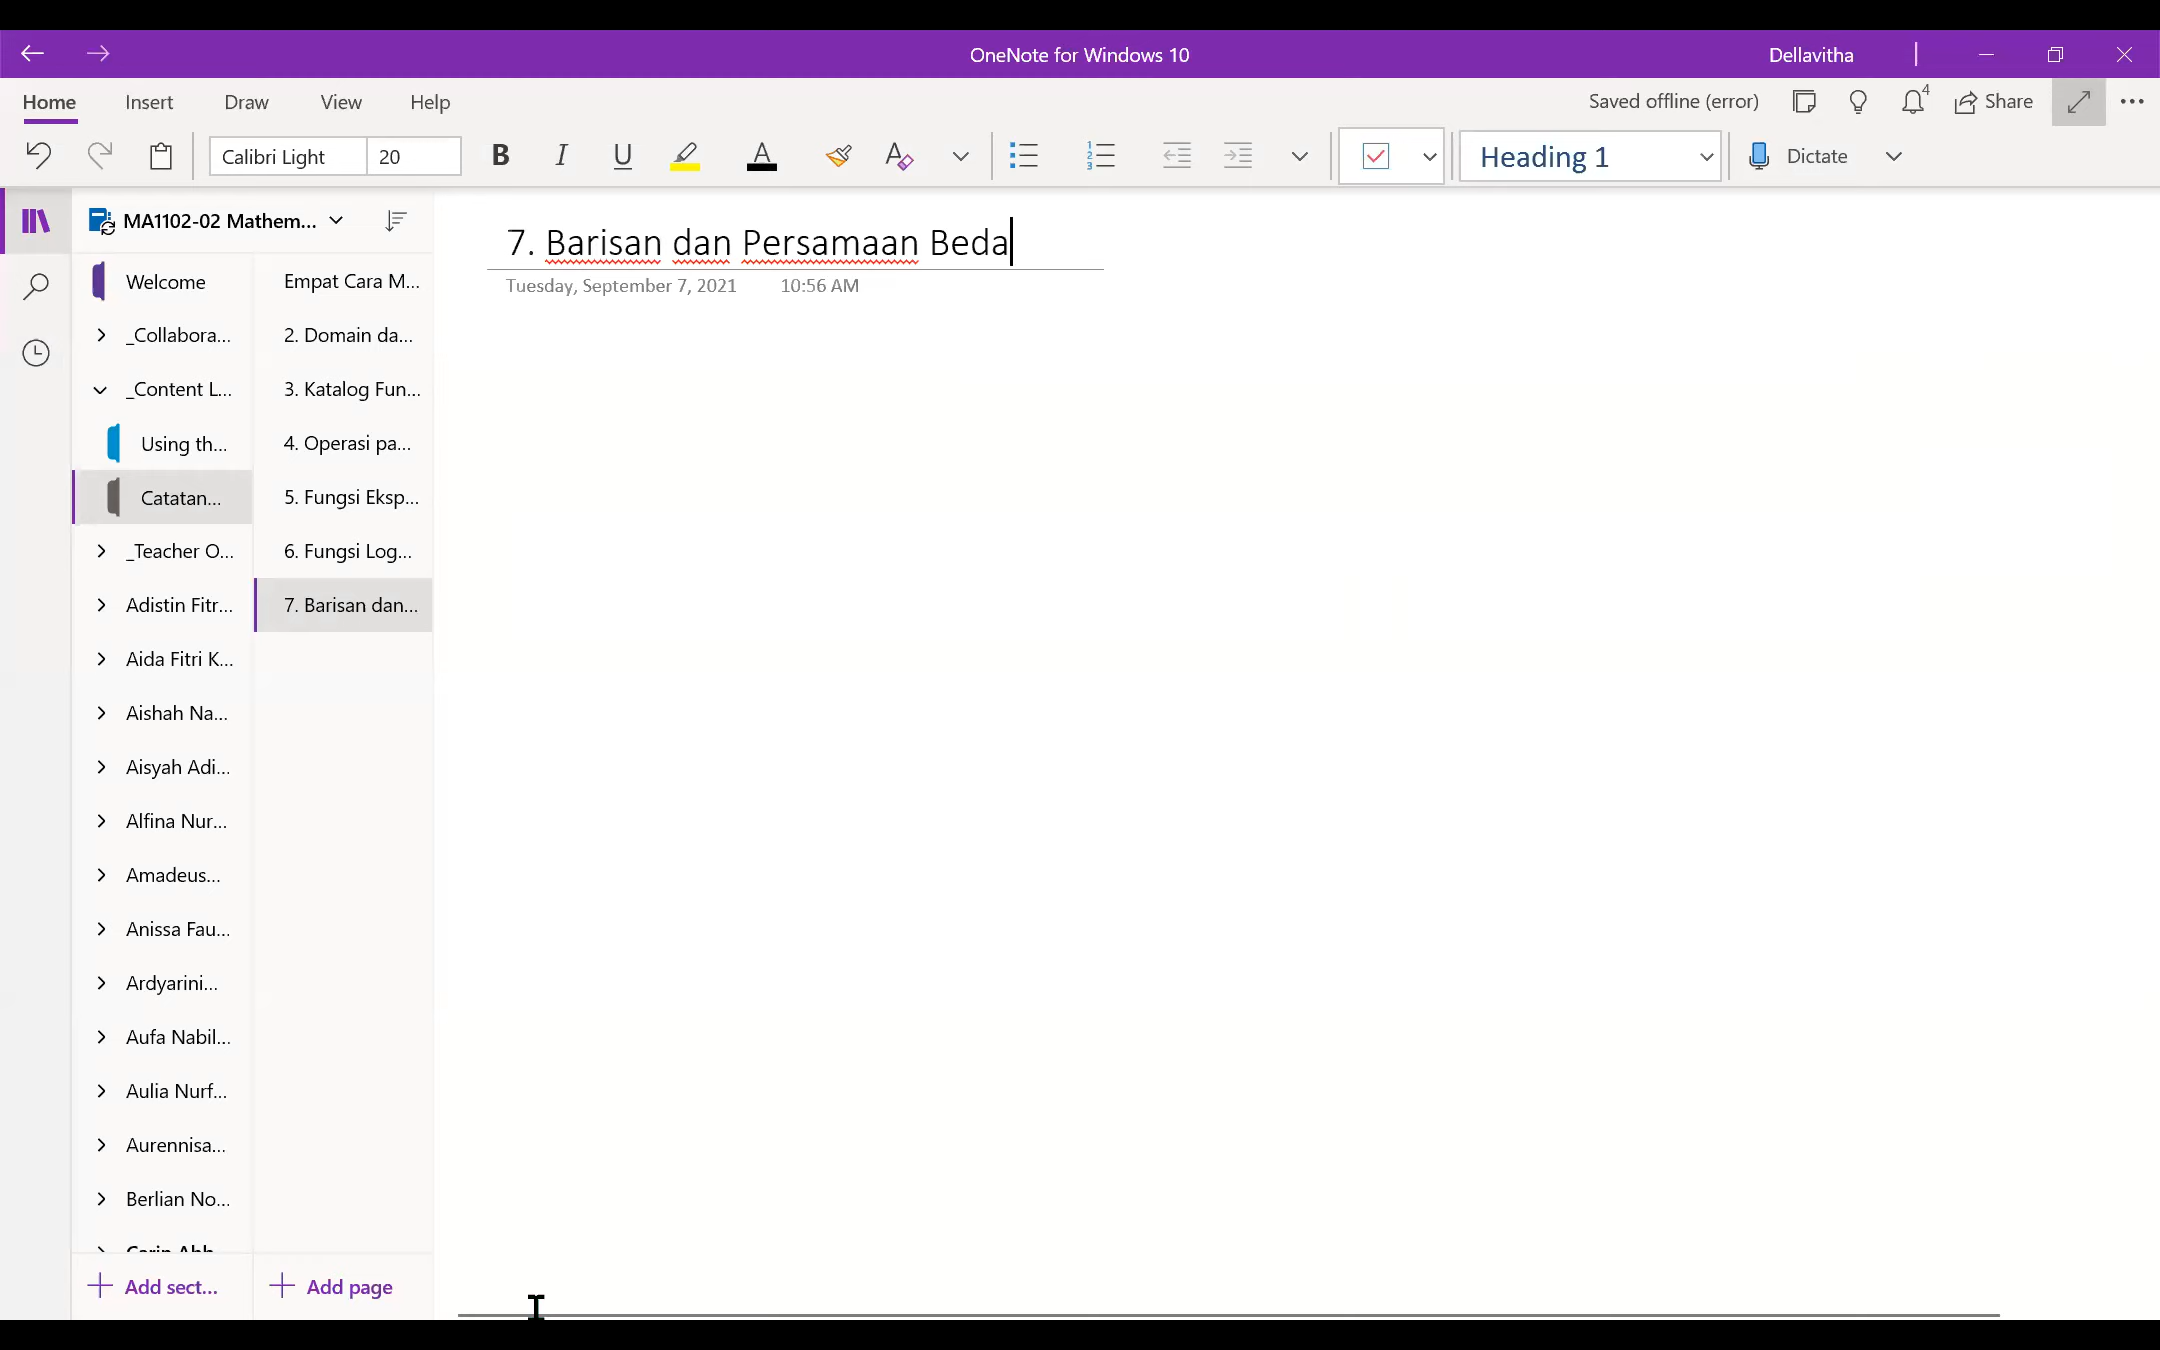 OneNote for Windows 10
Dellavitha
Home Insert Draw View Help
Saved offline (error)
4
Share
Calibri Light 20
B I U A A
Heading 1
Dictate
MA1102-02 Mathem...
Welcome
_Collabora...
_Content L...
Using th...
Catatan...
_Teacher O...
Adistin Fitr...
Aida Fitri K...
Aishah Na...
Aisyah Adi...
Alfina Nur...
Amadeus...
Anissa Fau...
Ardyarini...
Aufa Nabil...
Aulia Nurf...
Aurennisa...
Berlian No...
Add sect...
Empat Cara M...
2. Domain da...
3. Katalog Fun...
4. Operasi pa...
5. Fungsi Eksp...
6. Fungsi Log...
7. Barisan dan...
Add page
7. Barisan dan Persamaan Beda
Tuesday, September 7, 2021 10:56 AM